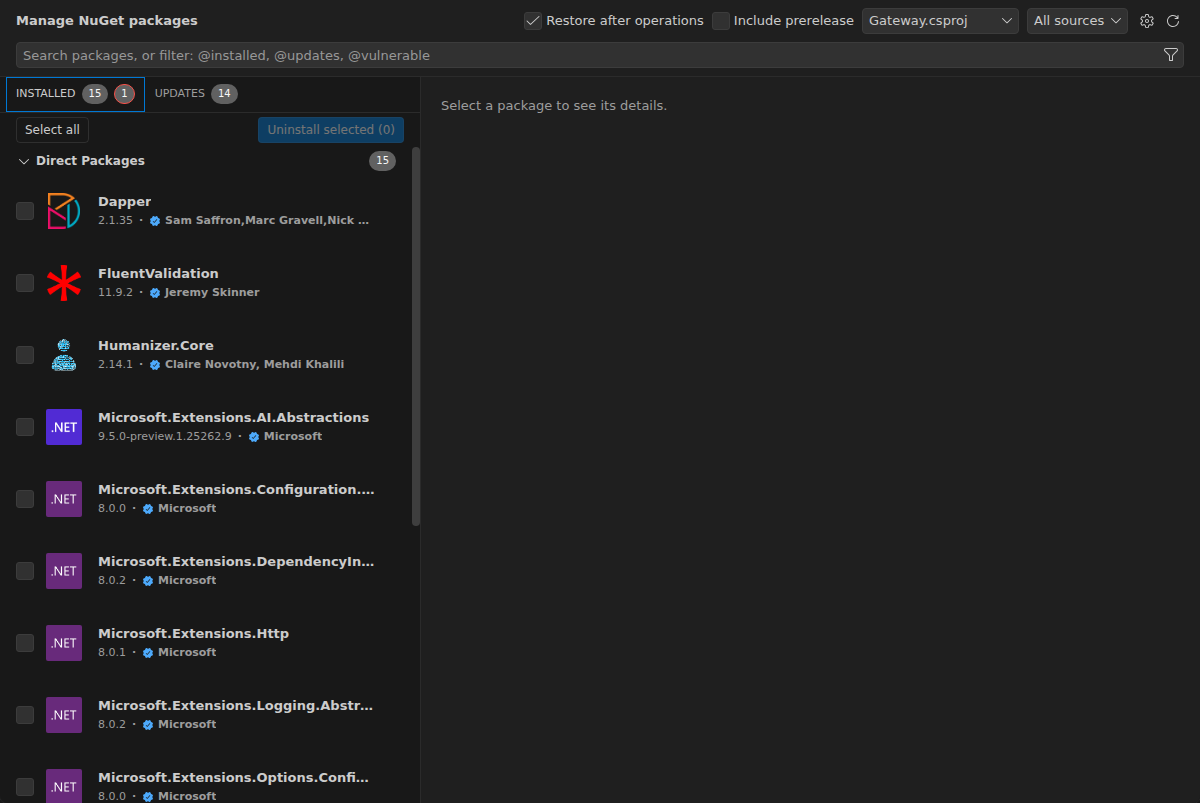 Manage NuGet packages
Restore after operations
Include prerelease
Gateway.csproj
All sources
Search packages, or filter: @installed, @updates, @vulnerable
INSTALLED 15 1
UPDATES 14
Select a package to see its details.
Select all
Uninstall selected (0)
Direct Packages 15
Dapper
2.1.35 · Sam Saffron,Marc Gravell,Nick ...
FluentValidation
11.9.2 · Jeremy Skinner
Humanizer.Core
2.14.1 · Claire Novotny, Mehdi Khalili
.NET
Microsoft.Extensions.AI.Abstractions
9.5.0-preview.1.25262.9 · Microsoft
.NET
Microsoft.Extensions.Configuration....
8.0.0 · Microsoft
.NET
Microsoft.Extensions.DependencyIn...
8.0.2 · Microsoft
.NET
Microsoft.Extensions.Http
8.0.1 · Microsoft
.NET
Microsoft.Extensions.Logging.Abstr...
8.0.2 · Microsoft
.NET
Microsoft.Extensions.Options.Confi...
8.0.0 · Microsoft